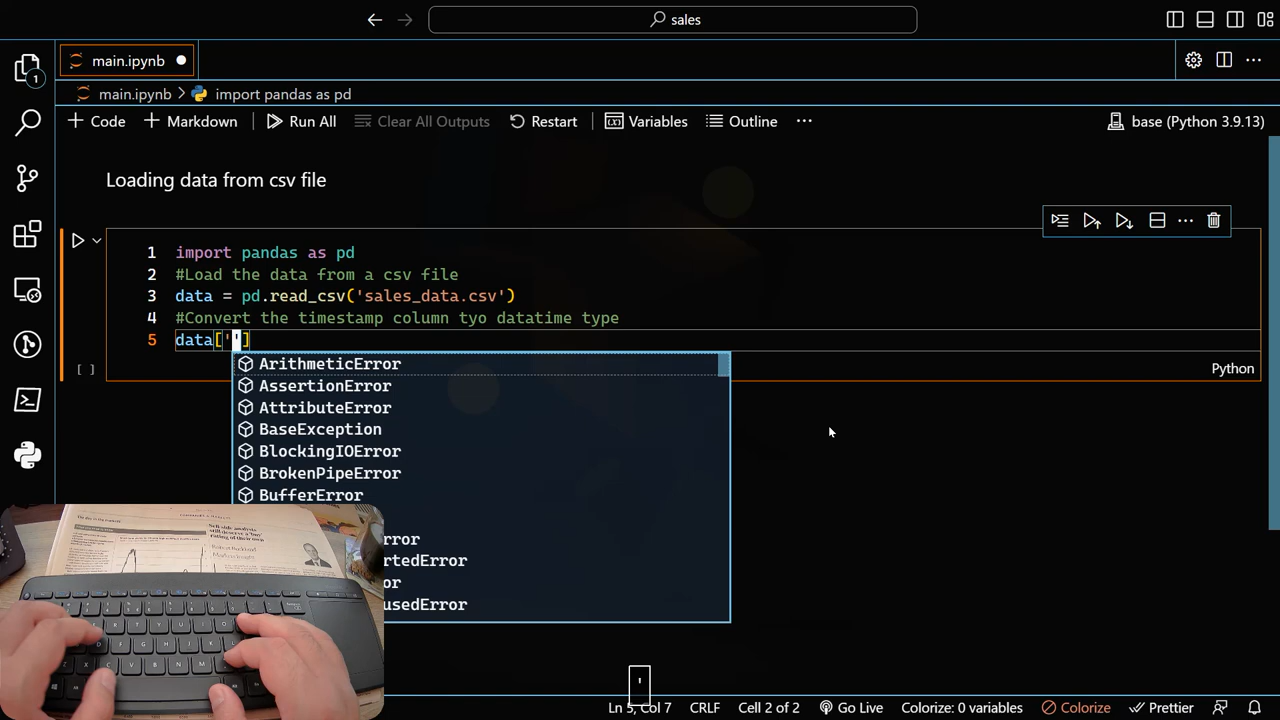 sales
main.ipynb
1
main.ipynb > import pandas as pd
+ Code + Markdown Run All Clear All Outputs Restart Variables Outline ... base (Python 3.9.13)
Loading data from csv file
1 import pandas as pd
2 #Load the data from a csv file
3 data = pd.read_csv('sales_data.csv')
4 #Convert the timestamp column tyo datatime type
5 data['']
[ ]
Python
ArithmeticError
AssertionError
AttributeError
BaseException
BlockingIOError
BrokenPipeError
BufferError
rror
rtedError
or
usedError
'
Ln 5, Col 7 CRLF Cell 2 of 2 Go Live Colorize: 0 variables Colorize Prettier